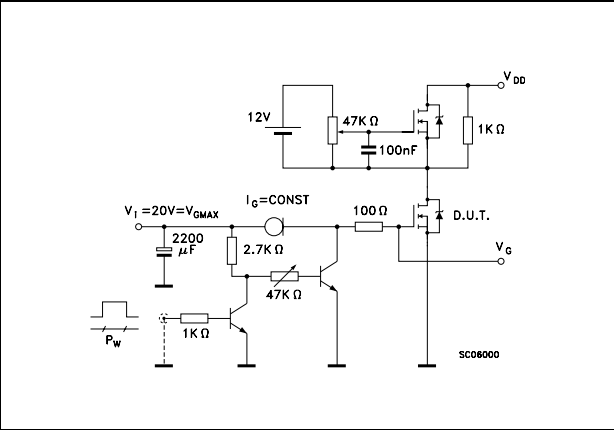 V DD
12V
47K Ω
1K Ω
100nF
I G =CONST
V i =20V=V GMAX
100 Ω
D.U.T.
2200
μF
2.7K Ω
V G
47K Ω
1K Ω
P W
SC06000